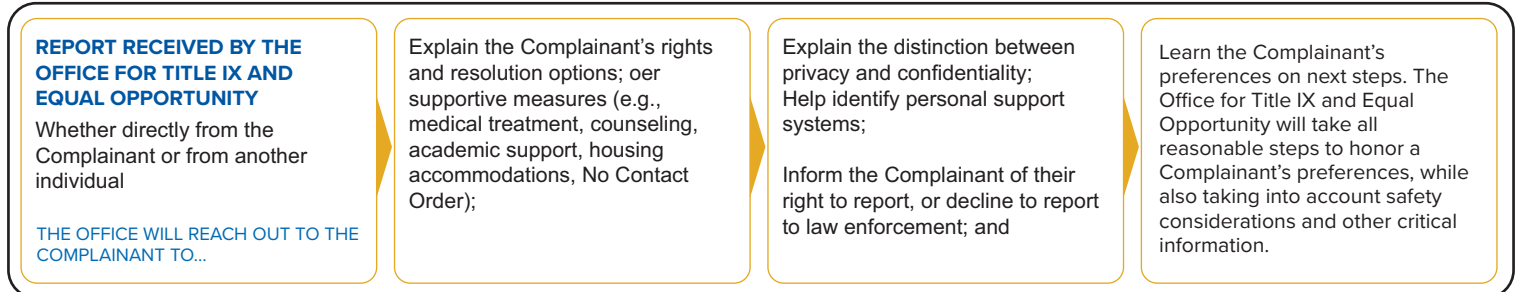 REPORT RECEIVED BY THE
OFFICE FOR TITLE IX AND
EQUAL OPPORTUNITY
Whether directly from the
Complainant or from another
individual
THE OFFICE WILL REACH OUT TO THE
COMPLAINANT TO...
Explain the Complainant’s rights
and resolution options; oer
supportive measures (e.g.,
medical treatment, counseling,
academic support, housing
accommodations, No Contact
Order);
Explain the distinction between
privacy and confidentiality;
Help identify personal support
systems;
Inform the Complainant of their
right to report, or decline to report
to law enforcement; and
Learn the Complainant’s
preferences on next steps. The
Office for Title IX and Equal
Opportunity will take all
reasonable steps to honor a
Complainant’s preferences, while
also taking into account safety
considerations and other critical
information.